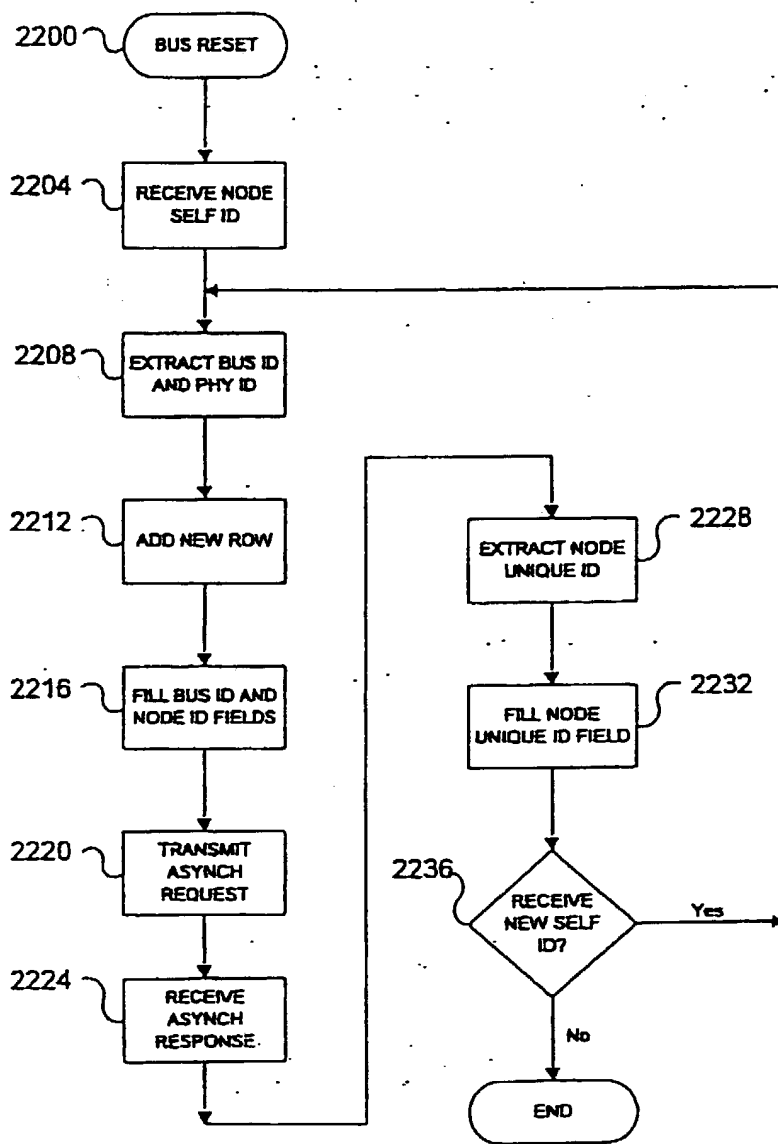 2200
BUS RESET
2204
RECEIVE NODE
SELF ID
2208
EXTRACT BUS ID
AND PHY ID
2212
ADD NEW ROW
2216
FILL BUS ID AND
NODE ID FIELDS
2220
TRANSMIT
ASYNCH
REQUEST
2224
RECEIVE
ASYNCH
RESPONSE
2228
EXTRACT NODE
UNIQUE ID
2232
FILL NODE
UNIQUE ID FIELD
2236
RECEIVE
NEW SELF
ID?
Yes
No
END